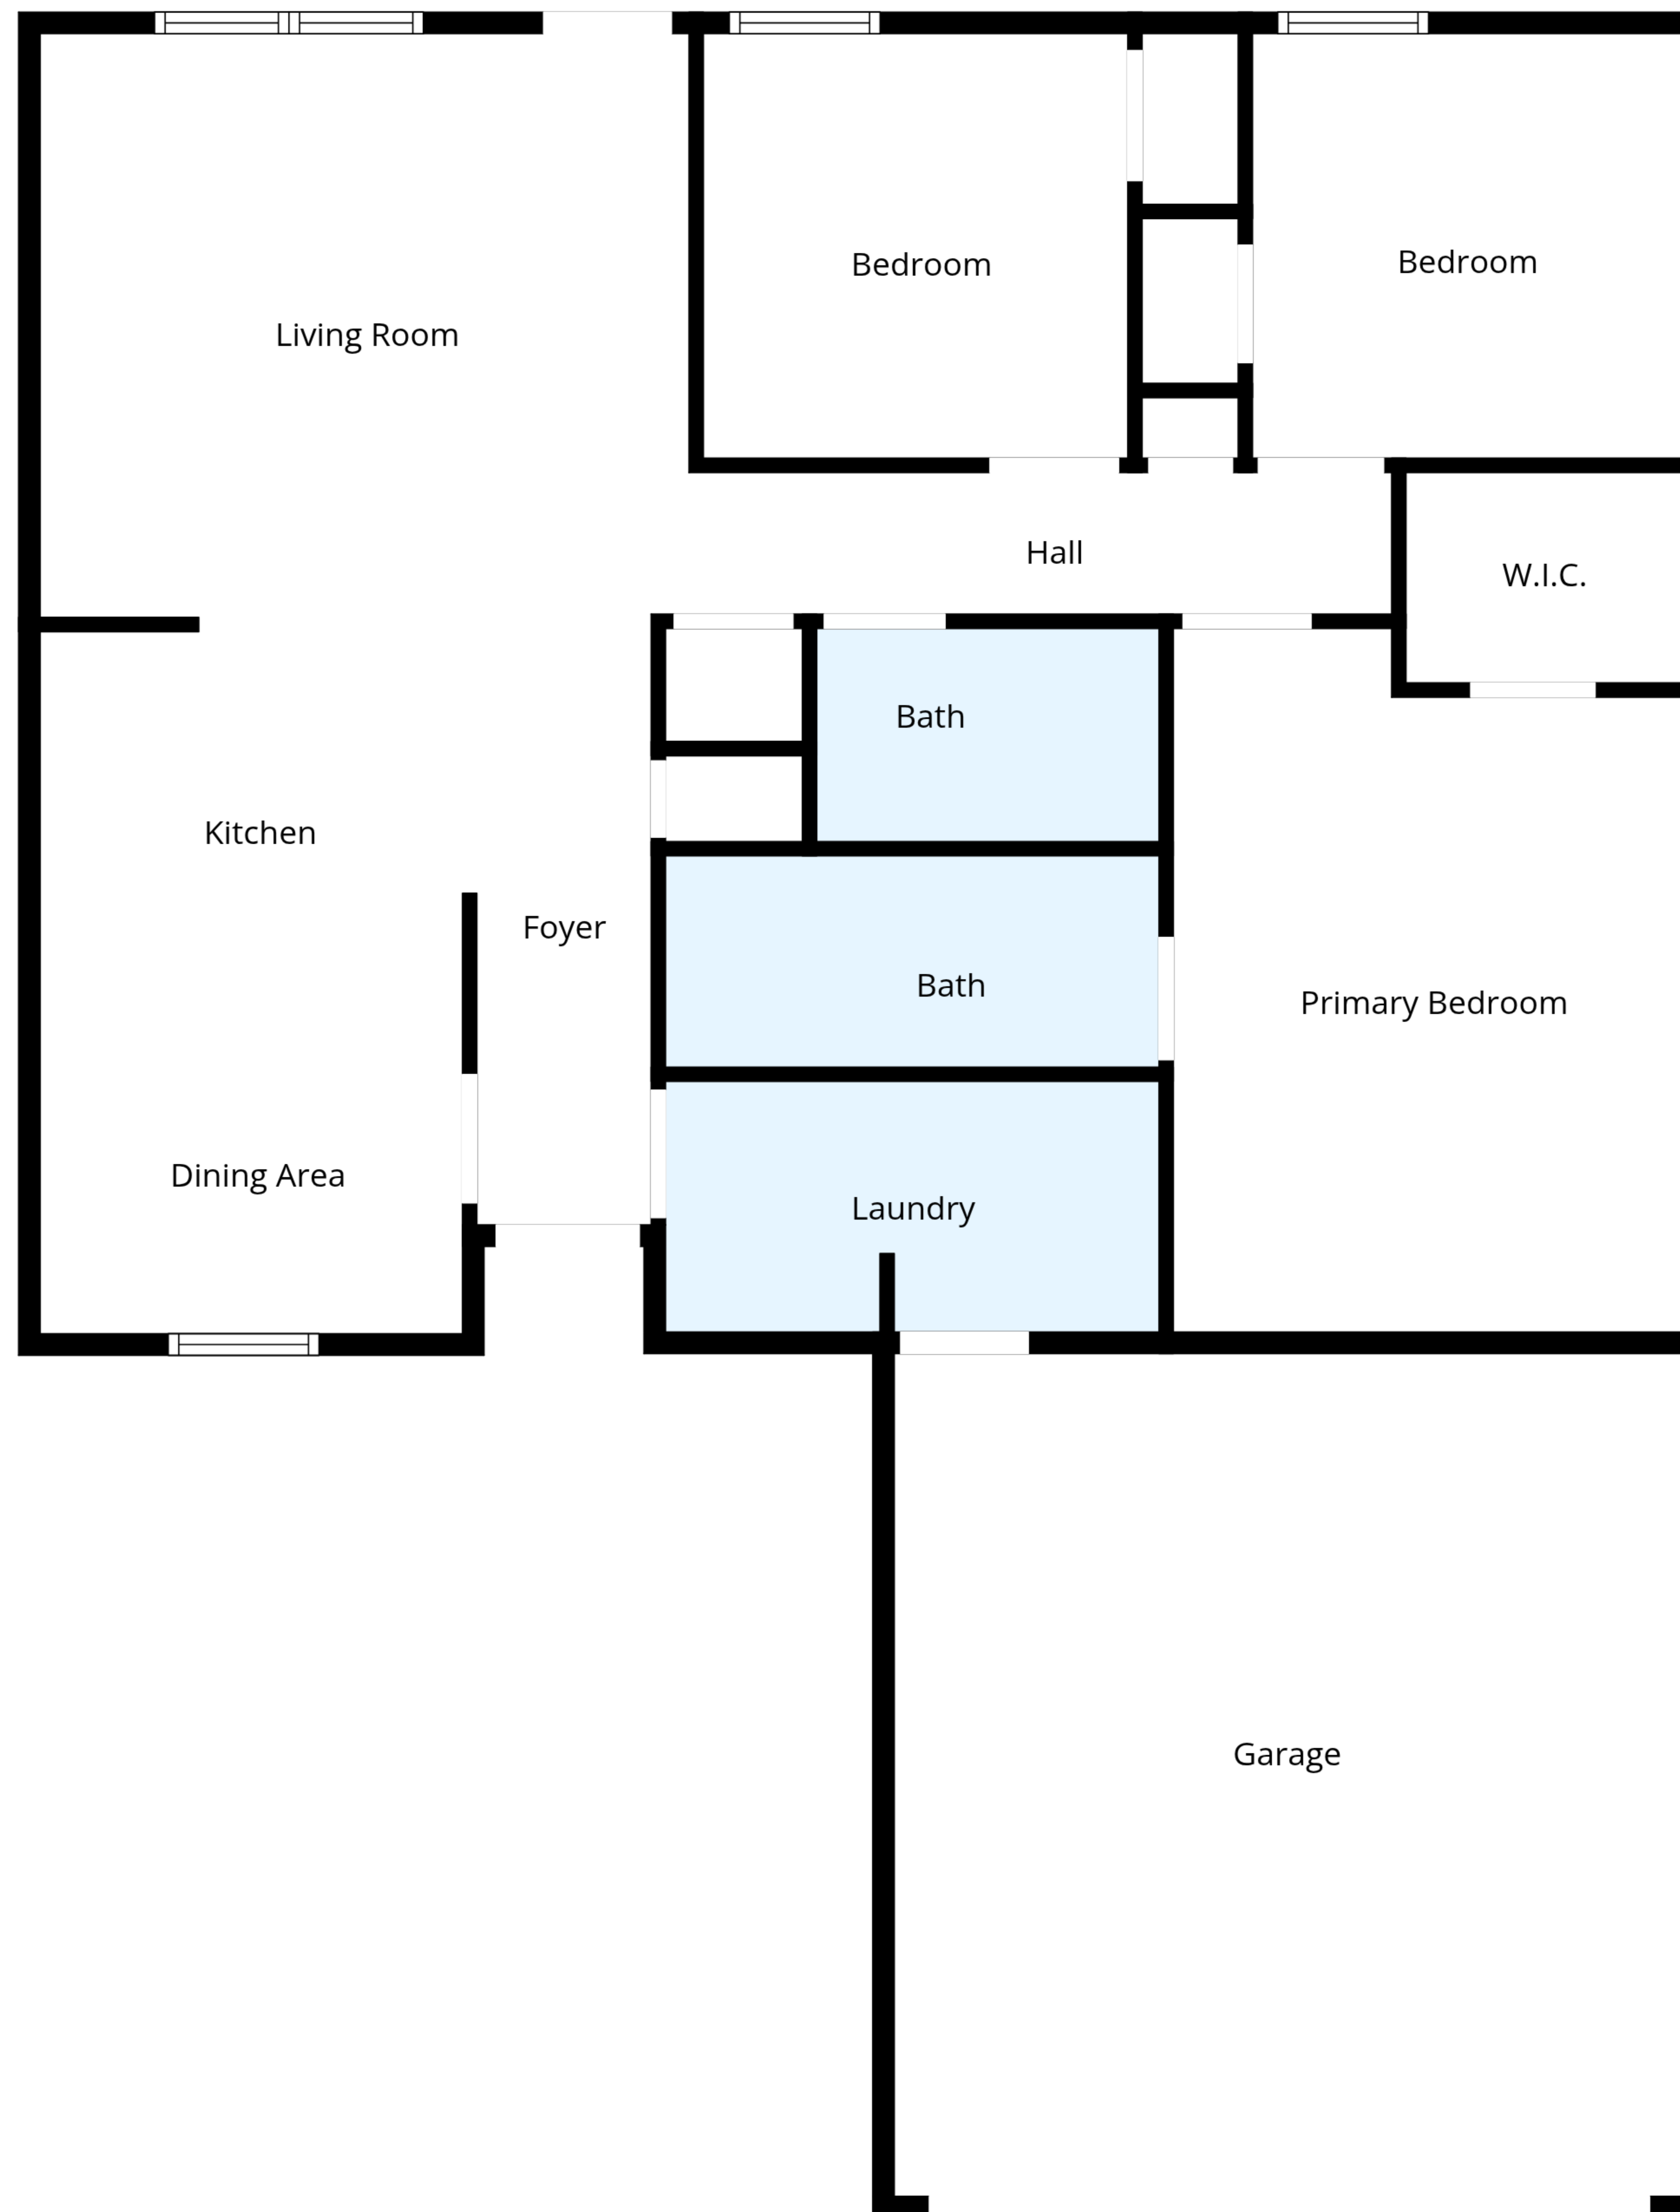 Bedroom
Bedroom
Living Room
Hall
W.I.C.
Bath
Kitchen
Foyer
Bath
Primary Bedroom
Dining Area
Laundry
Garage